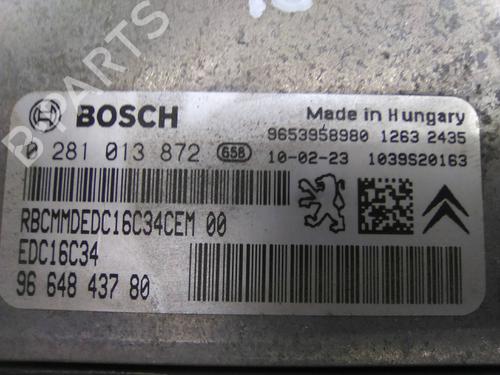 BOSCH
Made in Hungary
9653958980 1263 2435
0 281 013 872 658 10-02-23 1039S20163
RBCMMDEDC16C34CEM 00
EDC16C34
96 648 437 80
B-PARTS